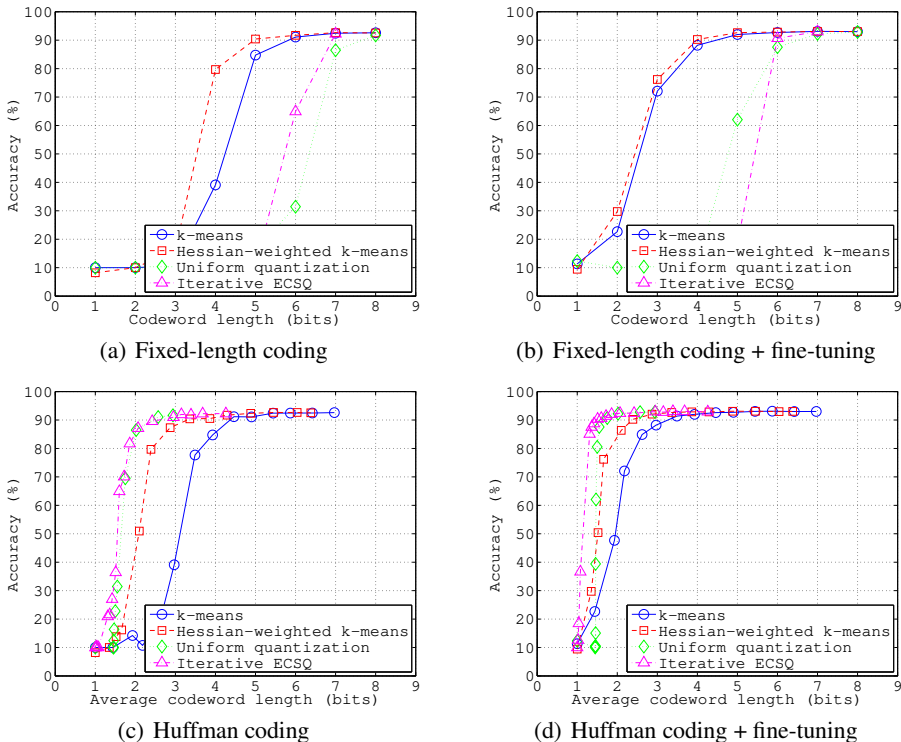 100
90
80
70
60
50
40
30
20
10
0
Accuracy (%)
k-means
Hessian-weighted k-means
Uniform quantization
Iterative ECSQ
0 1 2 3 4 5 6 7 8 9
Codeword length (bits)
(a) Fixed-length coding
100
90
80
70
60
50
40
30
20
10
0
Accuracy (%)
k-means
Hessian-weighted k-means
Uniform quantization
Iterative ECSQ
0 1 2 3 4 5 6 7 8 9
Codeword length (bits)
(b) Fixed-length coding + fine-tuning
100
90
80
70
60
50
40
30
20
10
0
Accuracy (%)
k-means
Hessian-weighted k-means
Uniform quantization
Iterative ECSQ
0 1 2 3 4 5 6 7 8 9
Average codeword length (bits)
(c) Huffman coding
100
90
80
70
60
50
40
30
20
10
0
Accuracy (%)
k-means
Hessian-weighted k-means
Uniform quantization
Iterative ECSQ
0 1 2 3 4 5 6 7 8 9
Average codeword length (bits)
(d) Huffman coding + fine-tuning